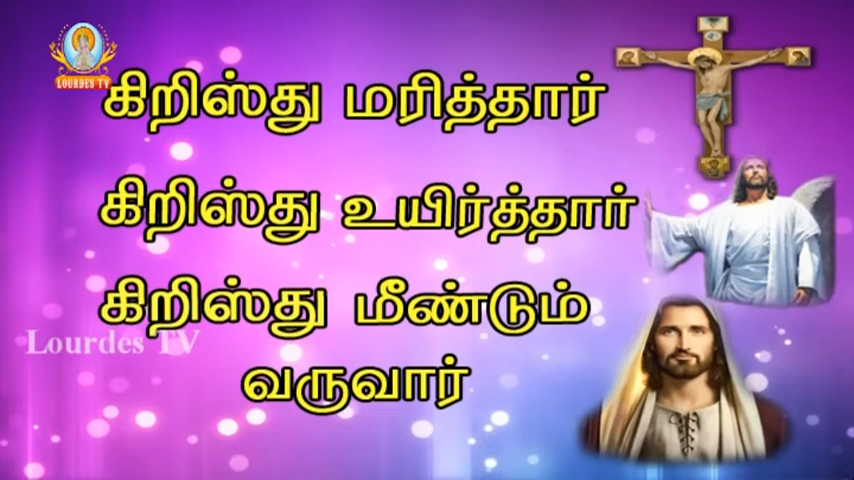 LOURDES TV
கிறிஸ்து மரித்தார்
கிறிஸ்து உயிர்த்தார்
கிறிஸ்து மீண்டும்
Lourdes TV
வருவார்